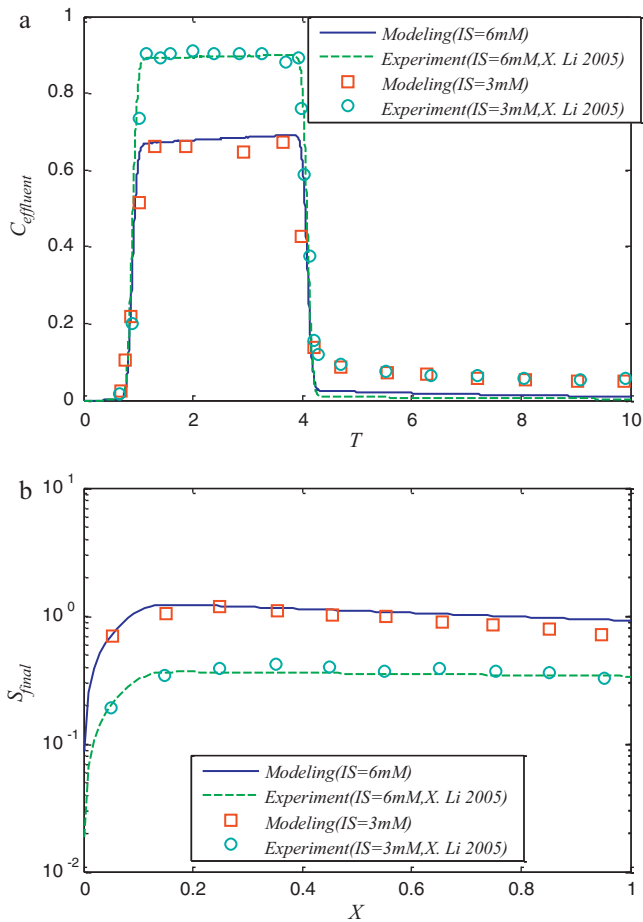 a
1
0.8
0.6
0.4
0.2
0
C_effluent
0 2 4 6 8 10
T
Modeling(IS=6mM)
Experiment(IS=6mM,X. Li 2005)
Modeling(IS=3mM)
Experiment(IS=3mM,X. Li 2005)
b
10^1
10^0
10^-1
10^-2
S_final
0 0.2 0.4 0.6 0.8 1
X
Modeling(IS=6mM)
Experiment(IS=6mM,X. Li 2005)
Modeling(IS=3mM)
Experiment(IS=3mM,X. Li 2005)